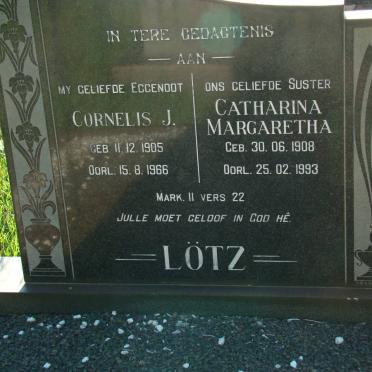 IN TERE GEDAGTENIS
— AAN —
MY GELIEFDE EGGENOOT
CORNELIS J.
GEB. 11.12.1905
OORL. 15.8.1966
ONS GELIEFDE SUSTER
CATHARINA
MARGARETHA
GEB. 30.06.1908
OORL. 25.02.1993
MARK. 11 VERS 22
JULLE MOET GELOOF IN GOD HÊ.
LÖTZ